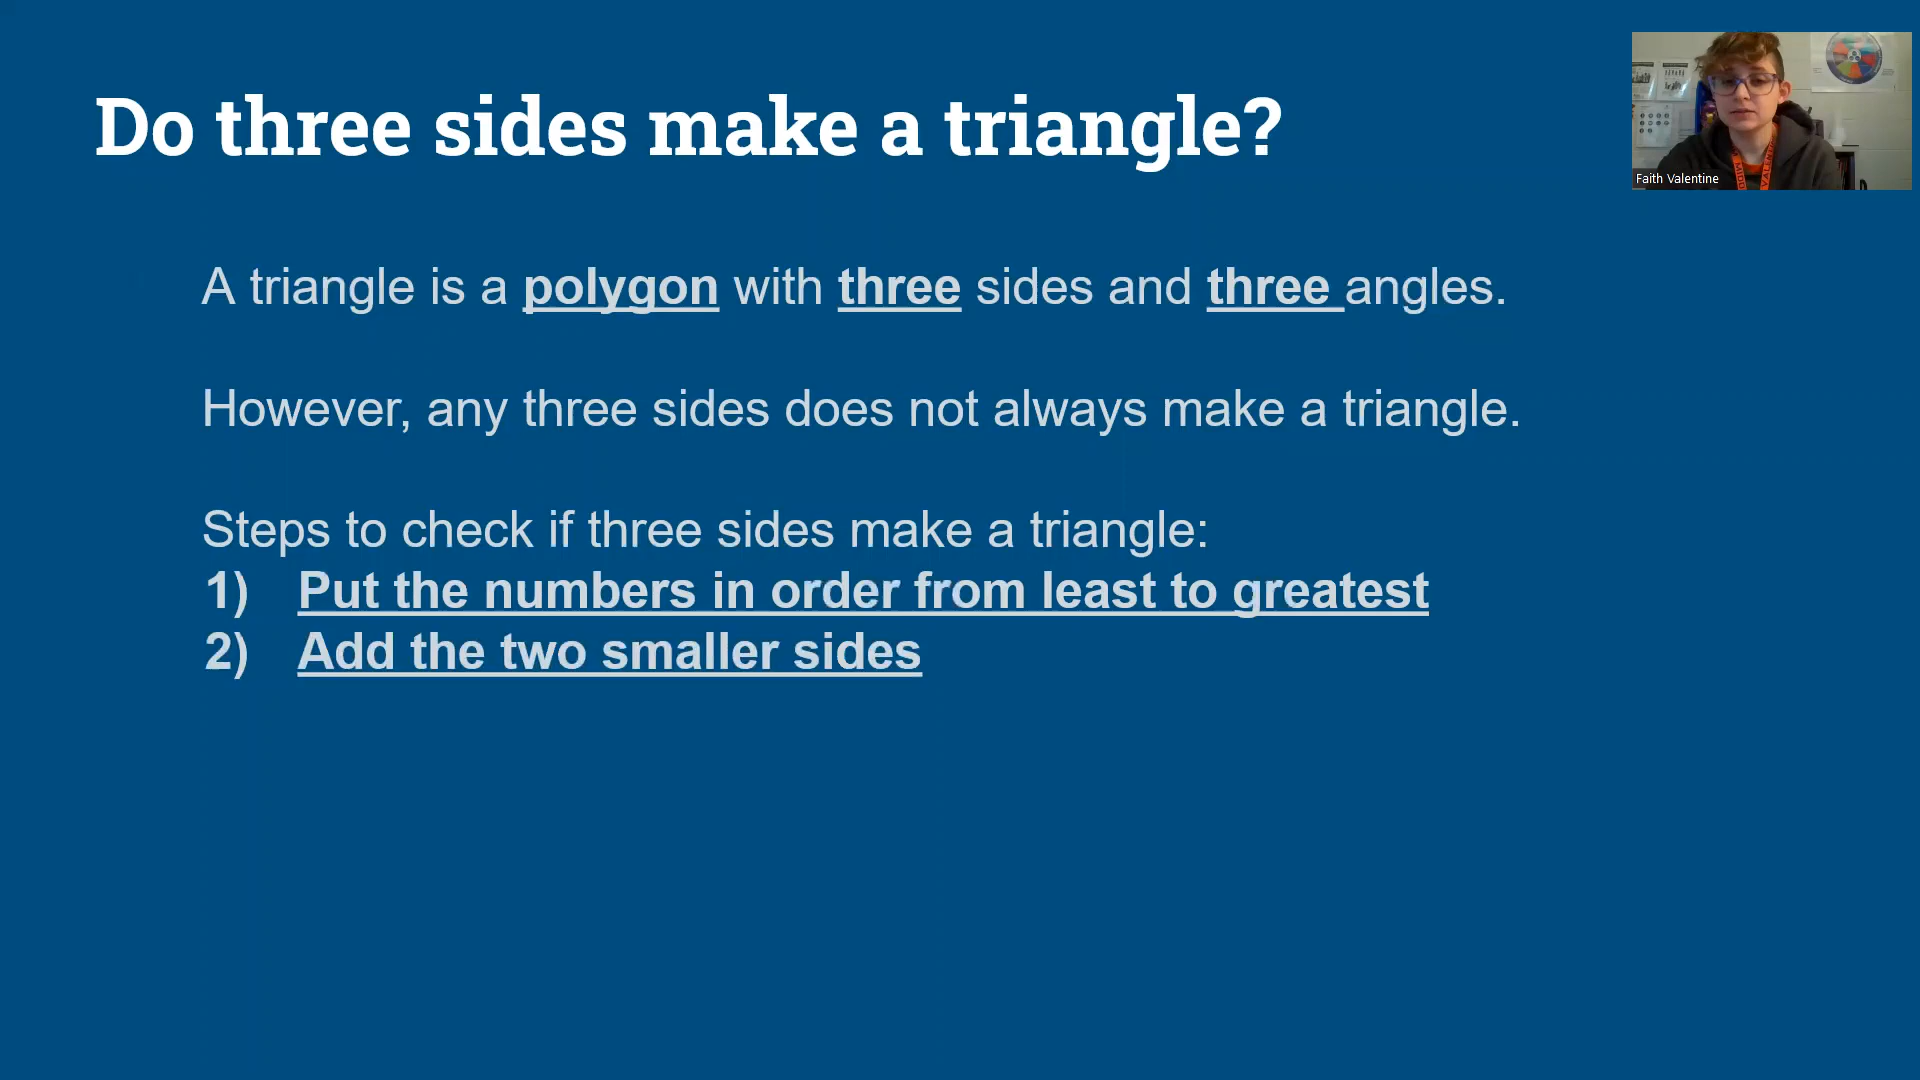 Do three sides make a triangle?
Faith Valentine
A triangle is a polygon with three sides and three angles.
However, any three sides does not always make a triangle.
Steps to check if three sides make a triangle:
1) Put the numbers in order from least to greatest
2) Add the two smaller sides